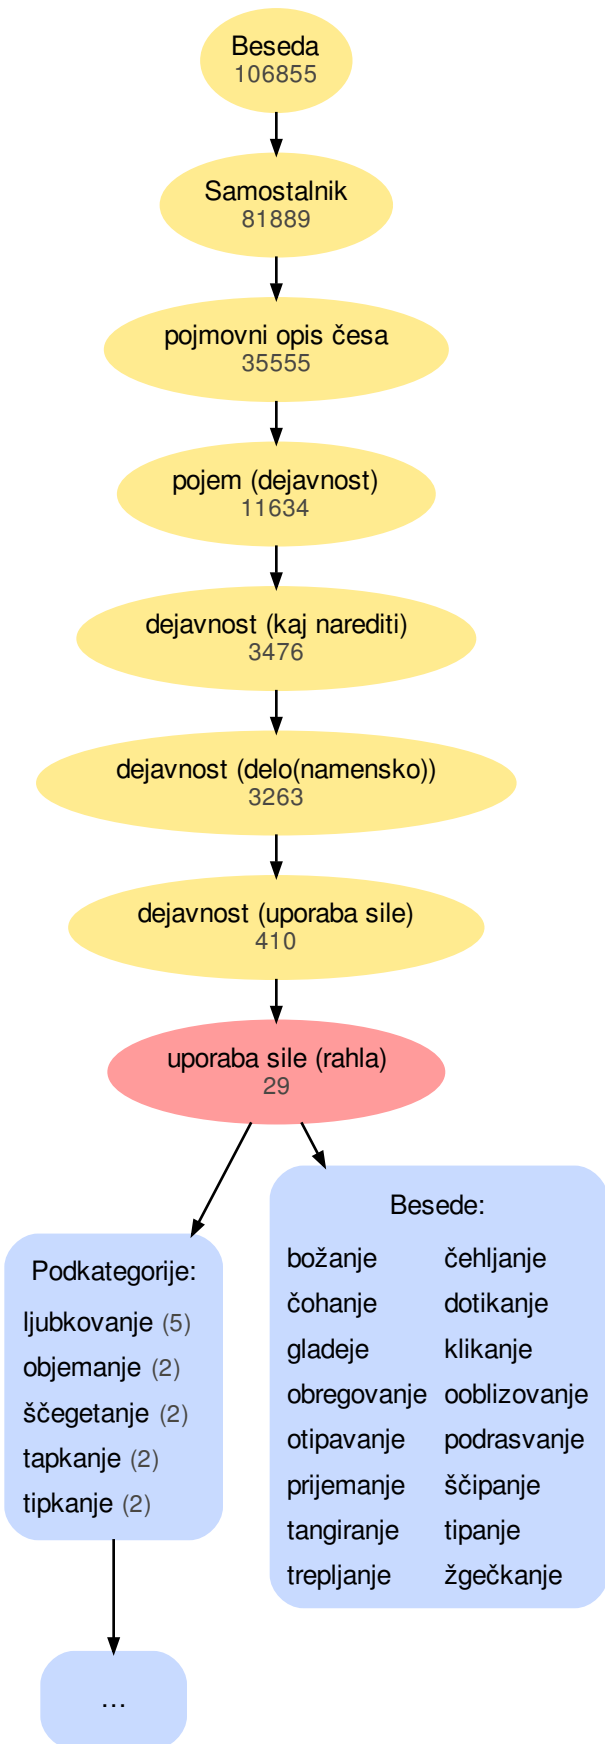 Beseda
106855
Samostalnik
81889
pojmovni opis česa
35555
pojem (dejavnost)
11634
dejavnost (kaj narediti)
3476
dejavnost (delo(namensko))
3263
dejavnost (uporaba sile)
410
uporaba sile (rahla)
29
Podkategorije:
ljubkovanje (5)
objemanje (2)
ščegetanje (2)
tapkanje (2)
tipkanje (2)
...
Besede:
božanje čehljanje
čohanje dotikanje
gladeje klikanje
obregovanje ooblizovanje
otipavanje podrasvanje
prijemanje ščipanje
tangiranje tipanje
trepljanje žgečkanje